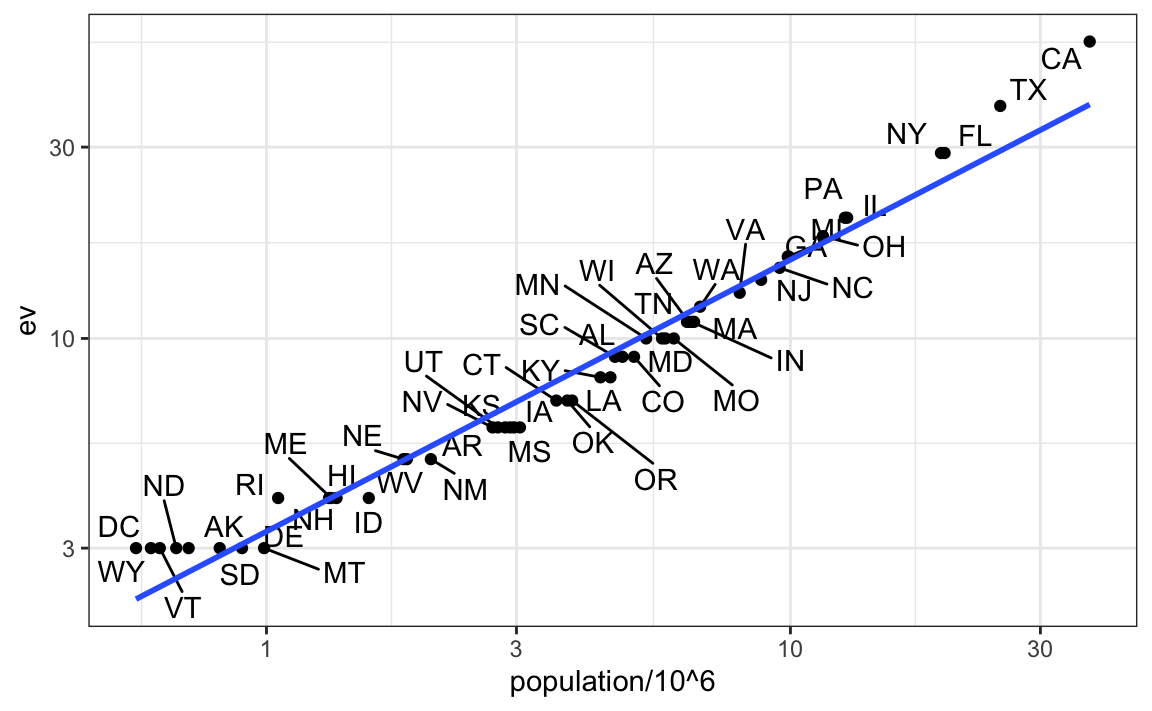 CA
TX
NY
FL
30
PA
IL
VA
MI
GA
OH
AZ
WA
WI
MN
NJ
NC
TN
SC
AL
MA
10
IN
UT
CT
KY
MD
NV
KS
IA
LA
CO
MO
ME
NE
AR
MS
OK
ND
RI
HI
WV
NM
OR
DC
AK
NH
ID
DE
3
WY
SD
MT
VT
ev
1
3
10
30
population/10^6